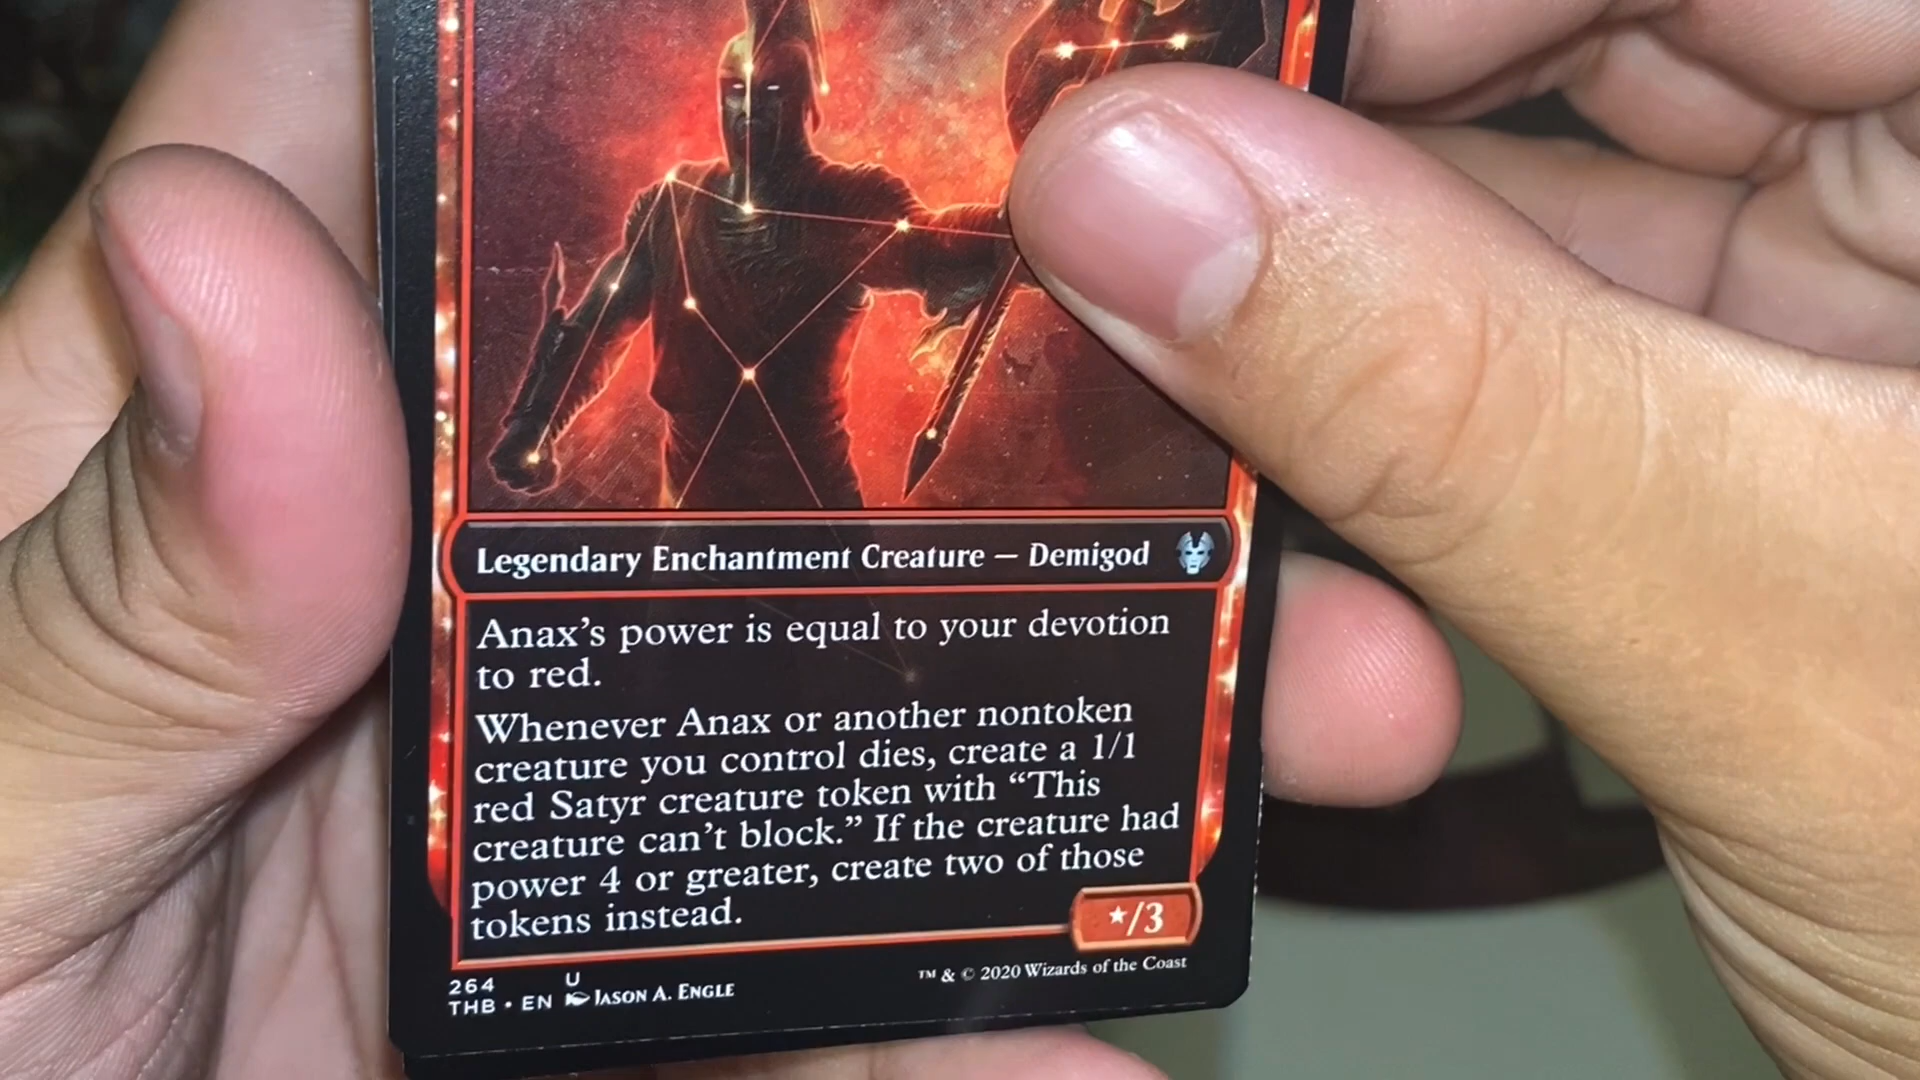 Legendary Enchantment Creature — Demigod
Anax's power is equal to your devotion
to red.
Whenever Anax or another nontoken
creature you control dies, create a 1/1
red Satyr creature token with “This
creature can't block.” If the creature had
power 4 or greater, create two of those
tokens instead.
★/3
264 U
THB • EN JASON A. ENGLE
™ & © 2020 Wizards of the Coast